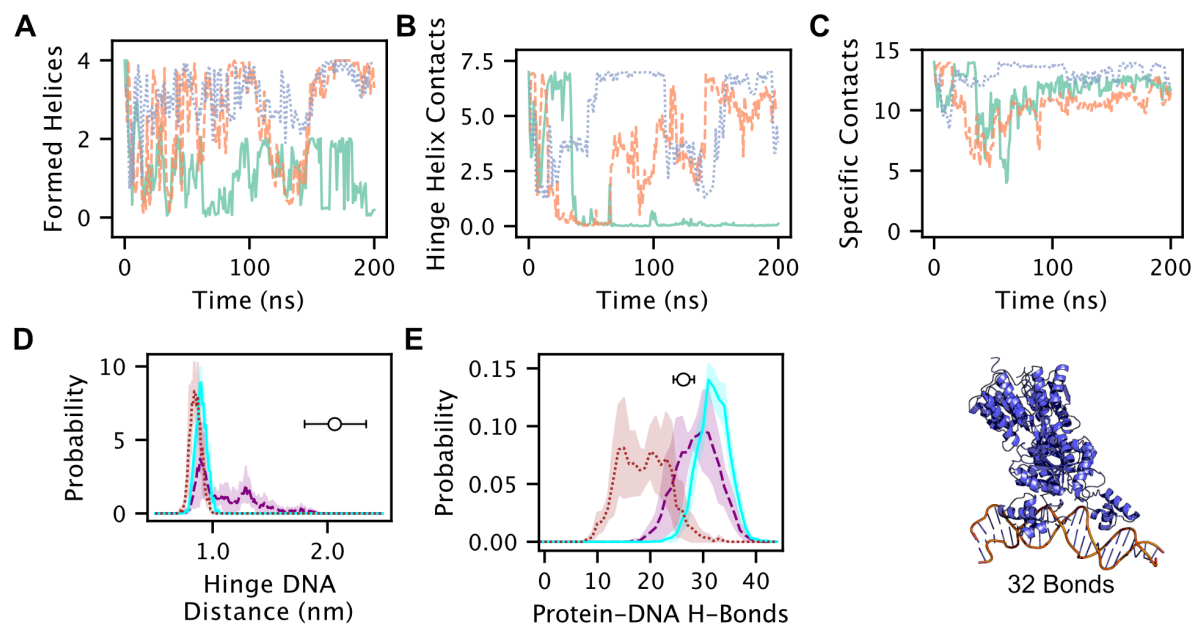 A
Formed Helices
4
2
0
0
100
200
Time (ns)
B
Hinge Helix Contacts
7.5
5.0
2.5
0.0
0
100
200
Time (ns)
C
Specific Contacts
15
10
5
0
0
100
200
Time (ns)
D
Probability
10
5
0
1.0
2.0
Hinge DNA
Distance (nm)
E
Probability
0.15
0.10
0.05
0.00
0
10
20
30
40
Protein–DNA H-Bonds
32 Bonds